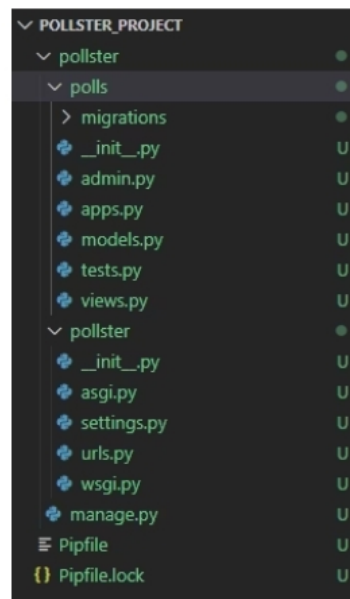 POLLSTER_PROJECT
pollster
polls
migrations
__init__.py U
admin.py U
apps.py U
models.py U
tests.py U
views.py U
pollster
__init__.py U
asgi.py U
settings.py U
urls.py U
wsgi.py U
manage.py U
Pipfile U
{} Pipfile.lock U